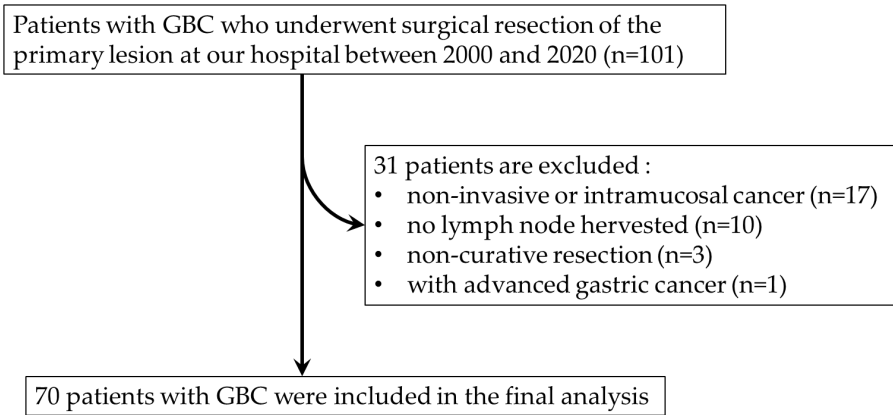 Patients with GBC who underwent surgical resection of the
primary lesion at our hospital between 2000 and 2020 (n=101)
31 patients are excluded :
• non-invasive or intramucosal cancer (n=17)
• no lymph node hervested (n=10)
• non-curative resection (n=3)
• with advanced gastric cancer (n=1)
70 patients with GBC were included in the final analysis